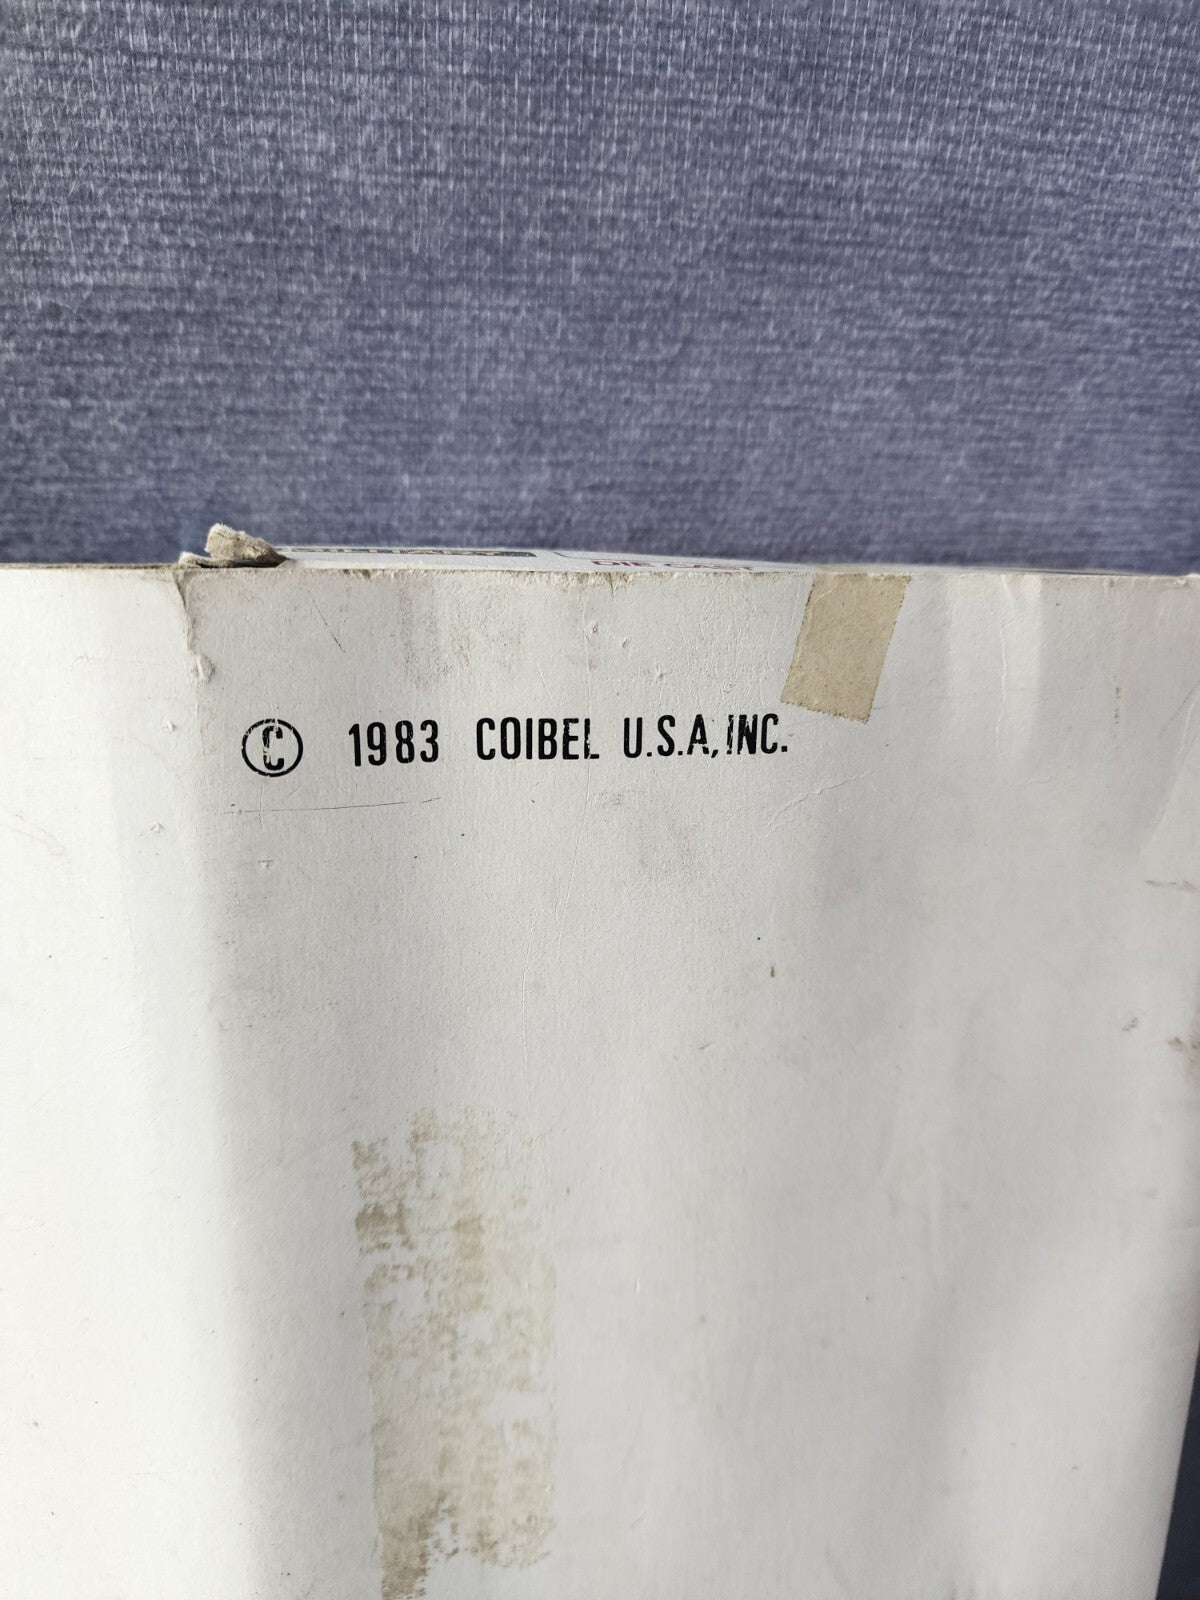 DIE CAST
© 1983 COIBEL U.S.A, INC.